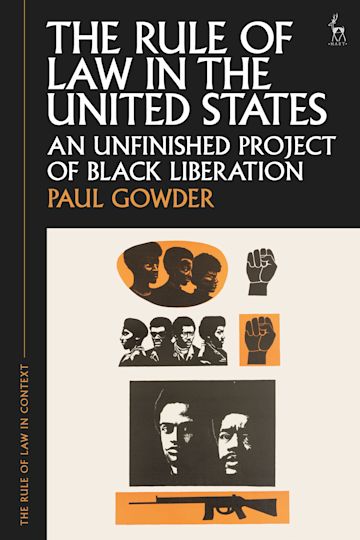 THE RULE OF
LAW IN THE
UNITED STATES
AN UNFINISHED PROJECT
OF BLACK LIBERATION
PAUL GOWDER
HART
THE RULE OF LAW IN CONTEXT